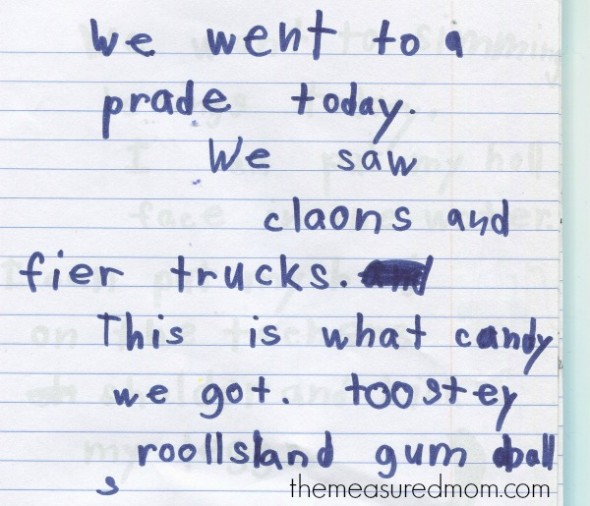 We went to a
prade today.
We saw
claons and
fier trucks.
This is what candy
we got. toostey
roollsland gum ball
s
themeasuredmom.com